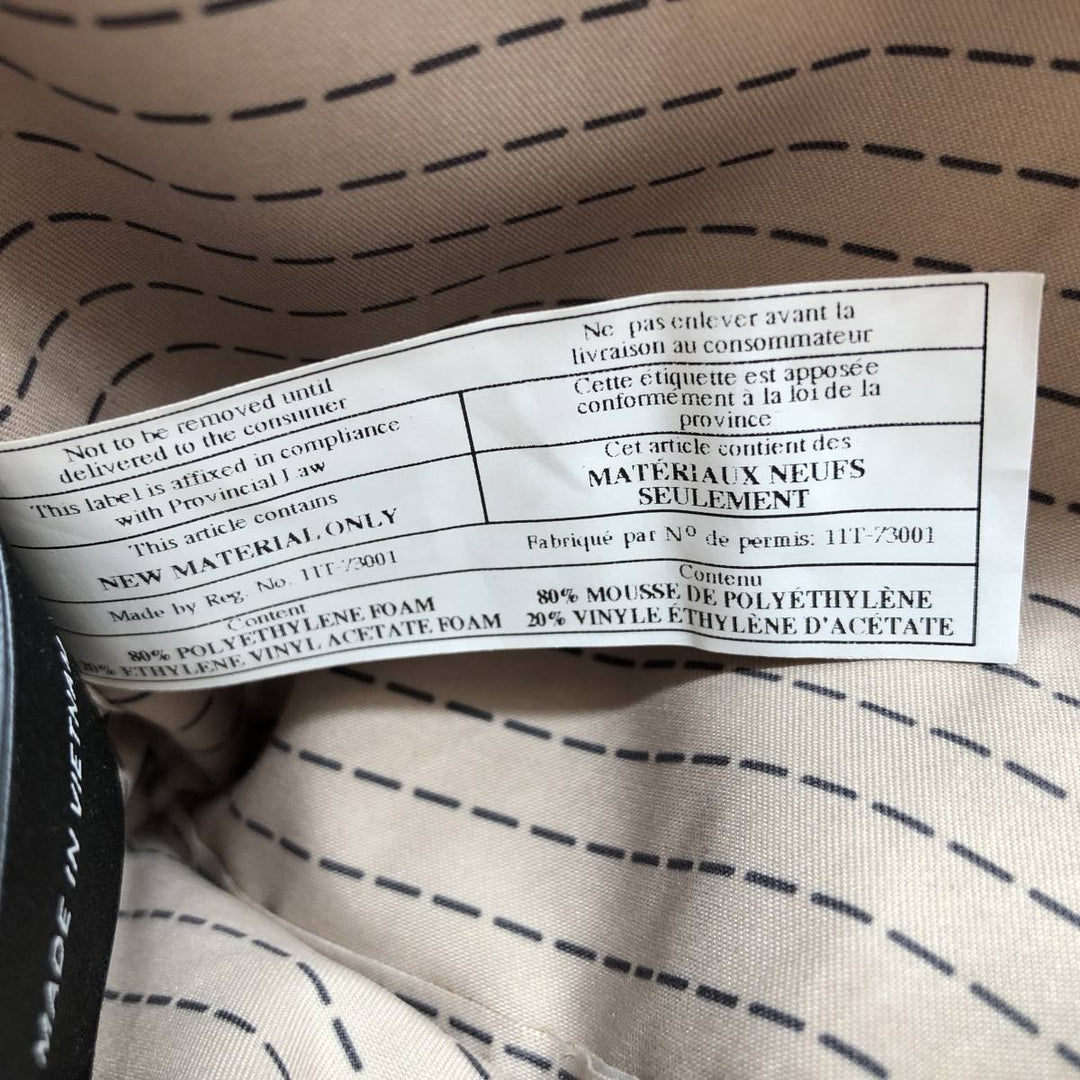 Not to be removed until
delivered to the consumer
This label is affixed in compliance
with Provincial Law
This article contains
NEW MATERIAL ONLY
Made by Reg. No. 11T-73001
Content
80% POLYETHYLENE FOAM
20% ETHYLENE VINYL ACETATE FOAM
Ne pas enlever avant la
livraison au consommateur
Cette étiquette est apposée
conformément à la loi de la
province
Cet article contient des
MATÉRIAUX NEUFS
SEULEMENT
Fabriqué par Nº de permis: 11T-73001
Contenu
80% MOUSSE DE POLYÉTHYLÈNE
20% VINYLE ÉTHYLÈNE D'ACÉTATE
MADE IN VIETNAM